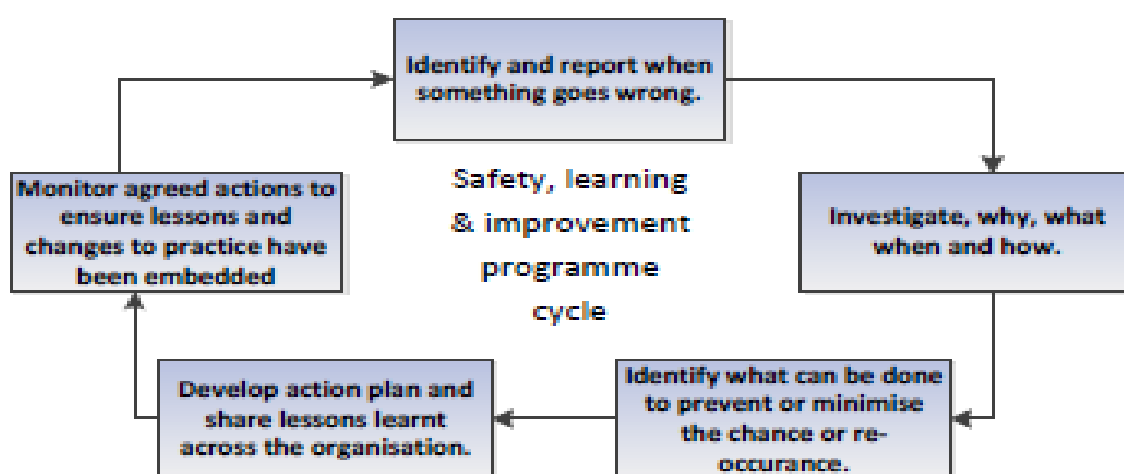 Identify and report when
something goes wrong.
Safety, learning
& improvement
programme
cycle
Monitor agreed actions to
ensure lessons and
changes to practice have
been embedded
Investigate, why, what
when and how.
Develop action plan and
share lessons learnt
across the organisation.
Identify what can be done
to prevent or minimise
the chance or re-
occurance.